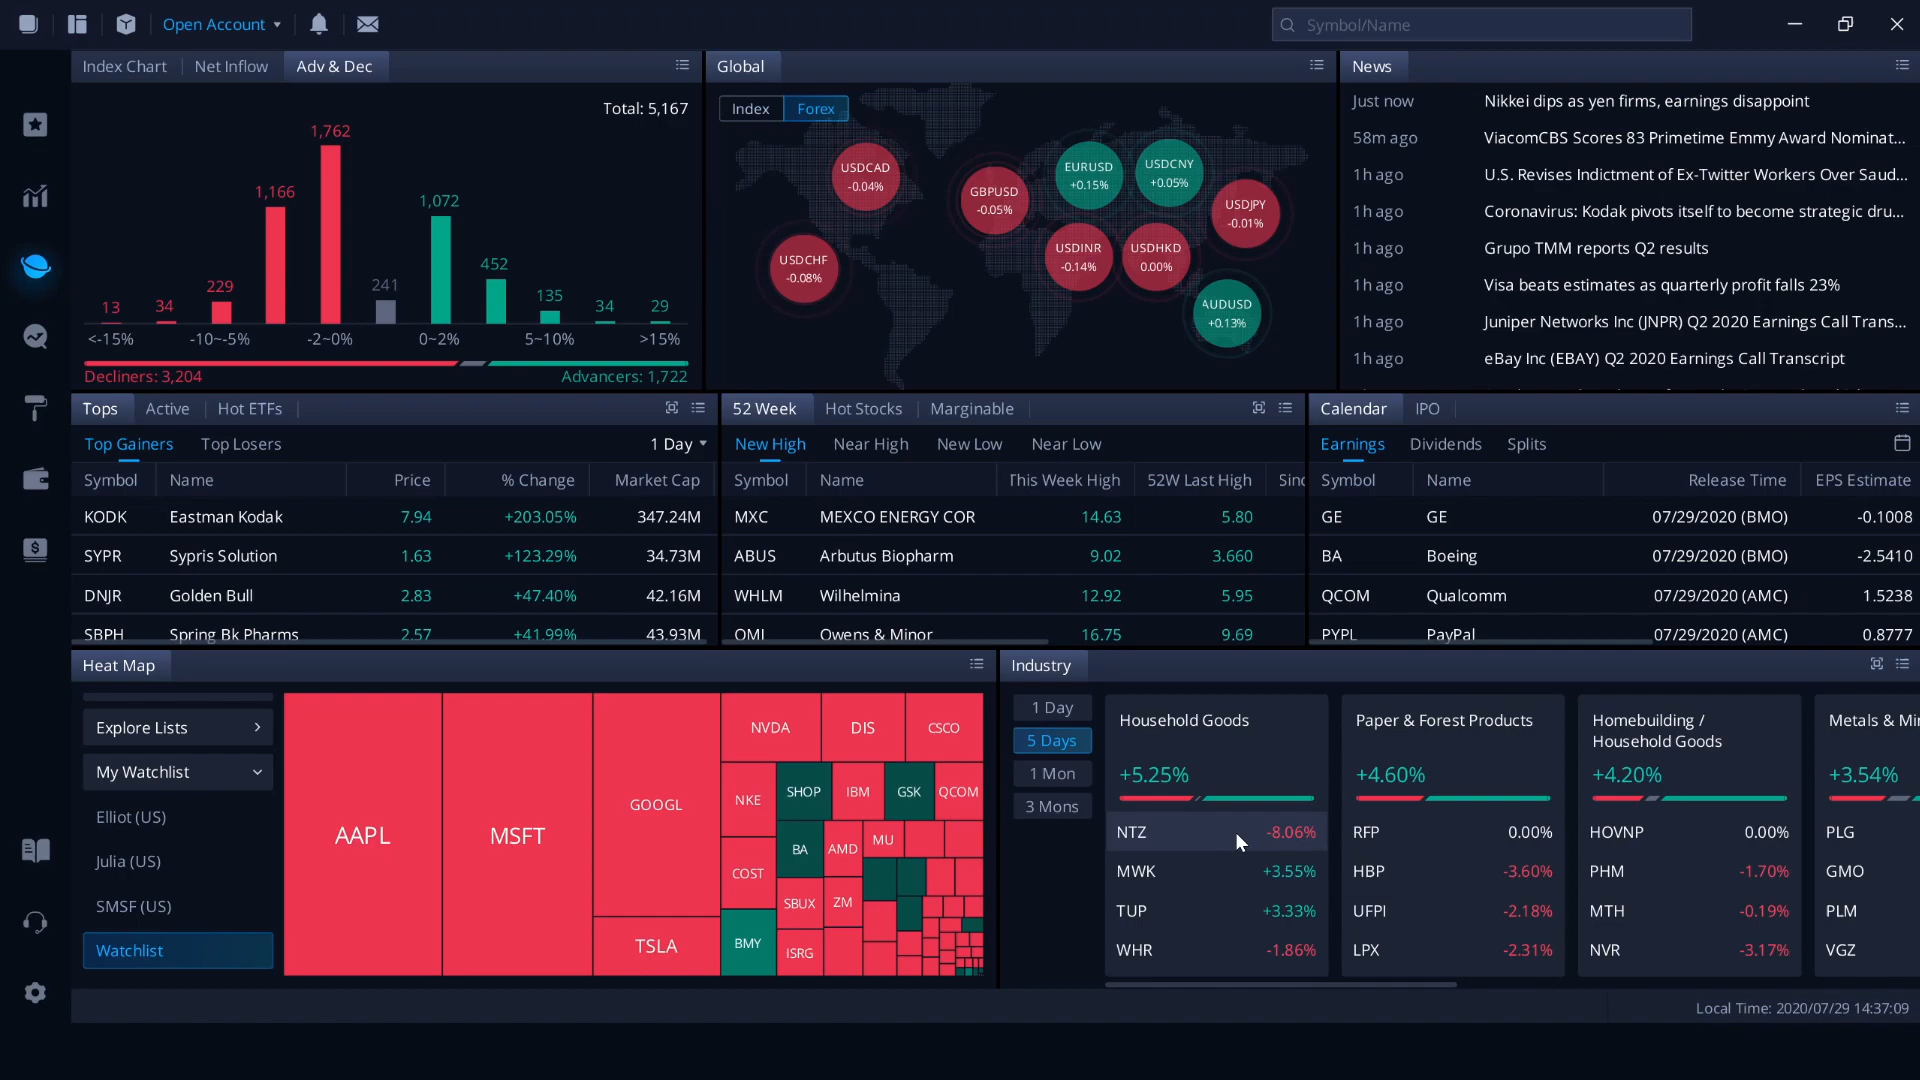 Open Account
Symbol/Name
Index Chart
Net Inflow
Adv & Dec
Total: 5,167
13
34
229
1,166
1,762
241
1,072
452
135
34
29
<-15%
-10~-5%
-2~0%
0~2%
5~10%
>15%
Decliners: 3,204
Advancers: 1,722
Global
Index
Forex
USDCAD
-0.04%
GBPUSD
-0.05%
EURUSD
+0.15%
USDCNY
+0.05%
USDJPY
-0.01%
USDCHF
-0.08%
USDINR
-0.14%
USDHKD
0.00%
AUDUSD
+0.13%
News
Just now Nikkei dips as yen firms, earnings disappoint
58m ago ViacomCBS Scores 83 Primetime Emmy Award Nominat...
1h ago U.S. Revises Indictment of Ex-Twitter Workers Over Saud...
1h ago Coronavirus: Kodak pivots itself to become strategic dru...
1h ago Grupo TMM reports Q2 results
1h ago Visa beats estimates as quarterly profit falls 23%
1h ago Juniper Networks Inc (JNPR) Q2 2020 Earnings Call Trans...
1h ago eBay Inc (EBAY) Q2 2020 Earnings Call Transcript
Tops Active Hot ETFs
Top Gainers Top Losers 1 Day
Symbol Name Price % Change Market Cap
KODK Eastman Kodak 7.94 +203.05% 347.24M
SYPR Sypris Solution 1.63 +123.29% 34.73M
DNJR Golden Bull 2.83 +47.40% 42.16M
SBPH Spring Bk Pharms 2.57 +41.99% 43.93M
52 Week Hot Stocks Marginable
New High Near High New Low Near Low
Symbol Name This Week High 52W Last High Sinc
MXC MEXCO ENERGY COR 14.63 5.80
ABUS Arbutus Biopharm 9.02 3.660
WHLM Wilhelmina 12.92 5.95
OMI Owens & Minor 16.75 9.69
Calendar IPO
Earnings Dividends Splits
Symbol Name Release Time EPS Estimate
GE GE 07/29/2020 (BMO) -0.1008
BA Boeing 07/29/2020 (BMO) -2.5410
QCOM Qualcomm 07/29/2020 (AMC) 1.5238
PYPL PayPal 07/29/2020 (AMC) 0.8777
Heat Map
Explore Lists
My Watchlist
Elliot (US)
Julia (US)
SMSF (US)
Watchlist
AAPL
MSFT
GOOGL
TSLA
NVDA
DIS
CSCO
NKE
SHOP
IBM
GSK
QCOM
COST
BA
AMD
MU
BMY
SBUX
ZM
ISRG
Industry
1 Day
5 Days
1 Mon
3 Mons
Household Goods
+5.25%
NTZ -8.06%
MWK +3.55%
TUP +3.33%
WHR -1.86%
Paper & Forest Products
+4.60%
RFP 0.00%
HBP -3.60%
UFPI -2.18%
LPX -2.31%
Homebuilding /
Household Goods
+4.20%
HOVNP 0.00%
PHM -1.70%
MTH -0.19%
NVR -3.17%
Metals & Mi
+3.54%
PLG
GMO
PLM
VGZ
Local Time: 2020/07/29 14:37:09